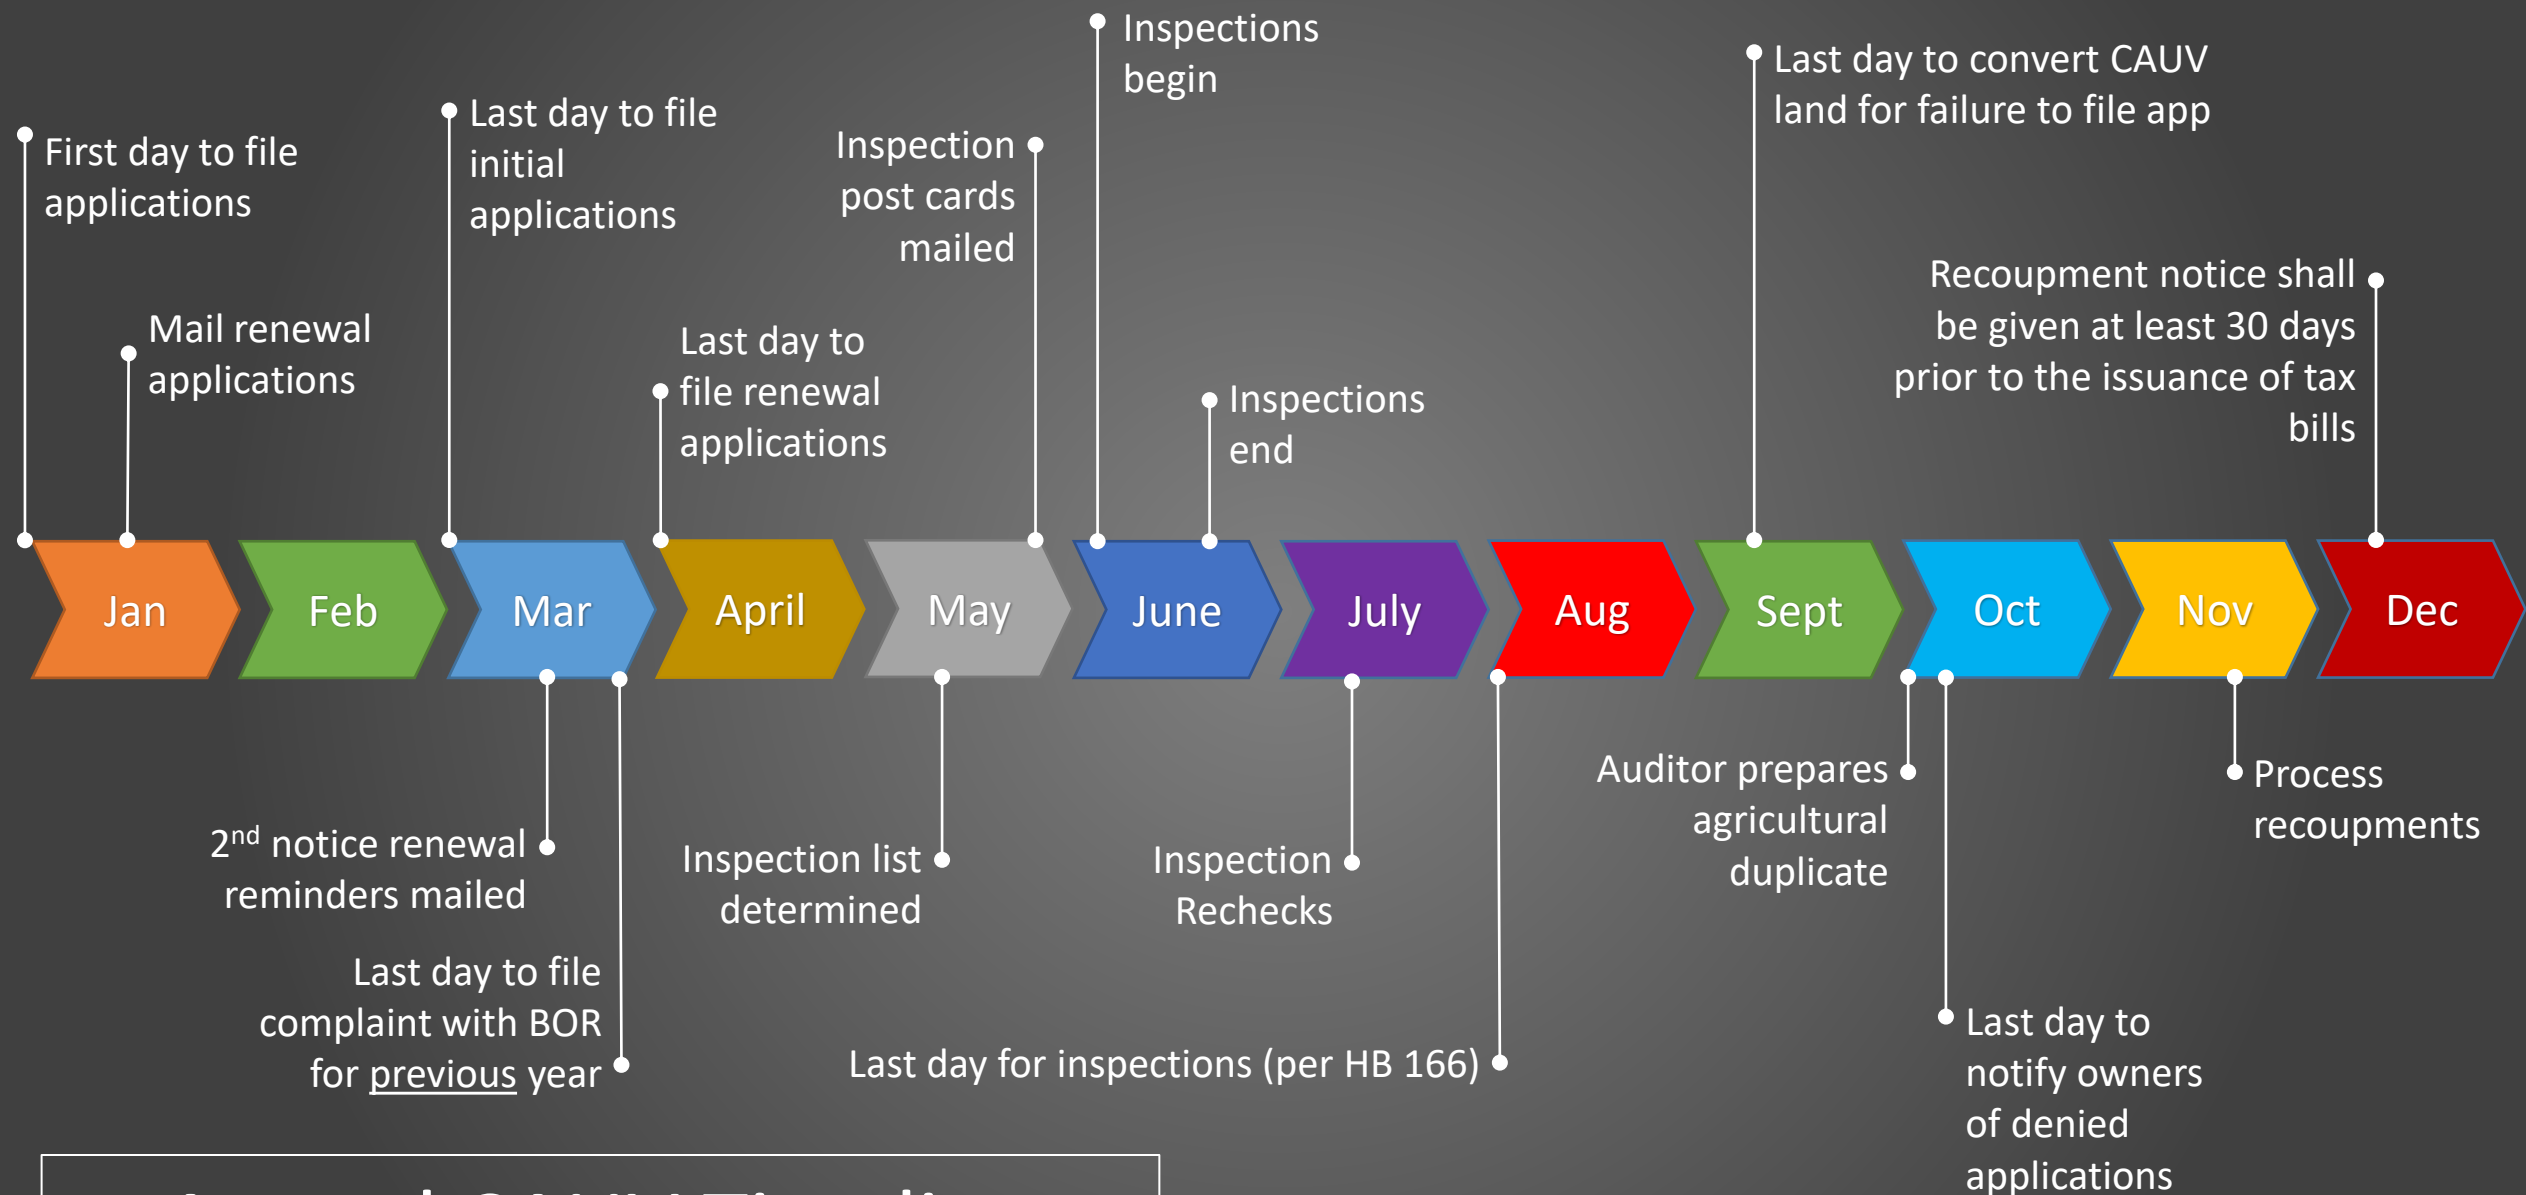 Inspections
begin
Last day to convert CAUV
land for failure to file app
Last day to file
initial
applications
First day to file
applications
Inspection
post cards
mailed
Recoupment notice shall
be given at least 30 days
prior to the issuance of tax
bills
Mail renewal
applications
Last day to
file renewal
applications
Inspections
end
Jan
Feb
Mar
April
May
June
July
Aug
Sept
Oct
Nov
Dec
2nd notice renewal
reminders mailed
Last day to file
complaint with BOR
for previous year
Inspection list
determined
Inspection
Rechecks
Last day for inspections (per HB 166)
Auditor prepares
agricultural
duplicate
Last day to
notify owners
of denied
applications
Process
recoupments